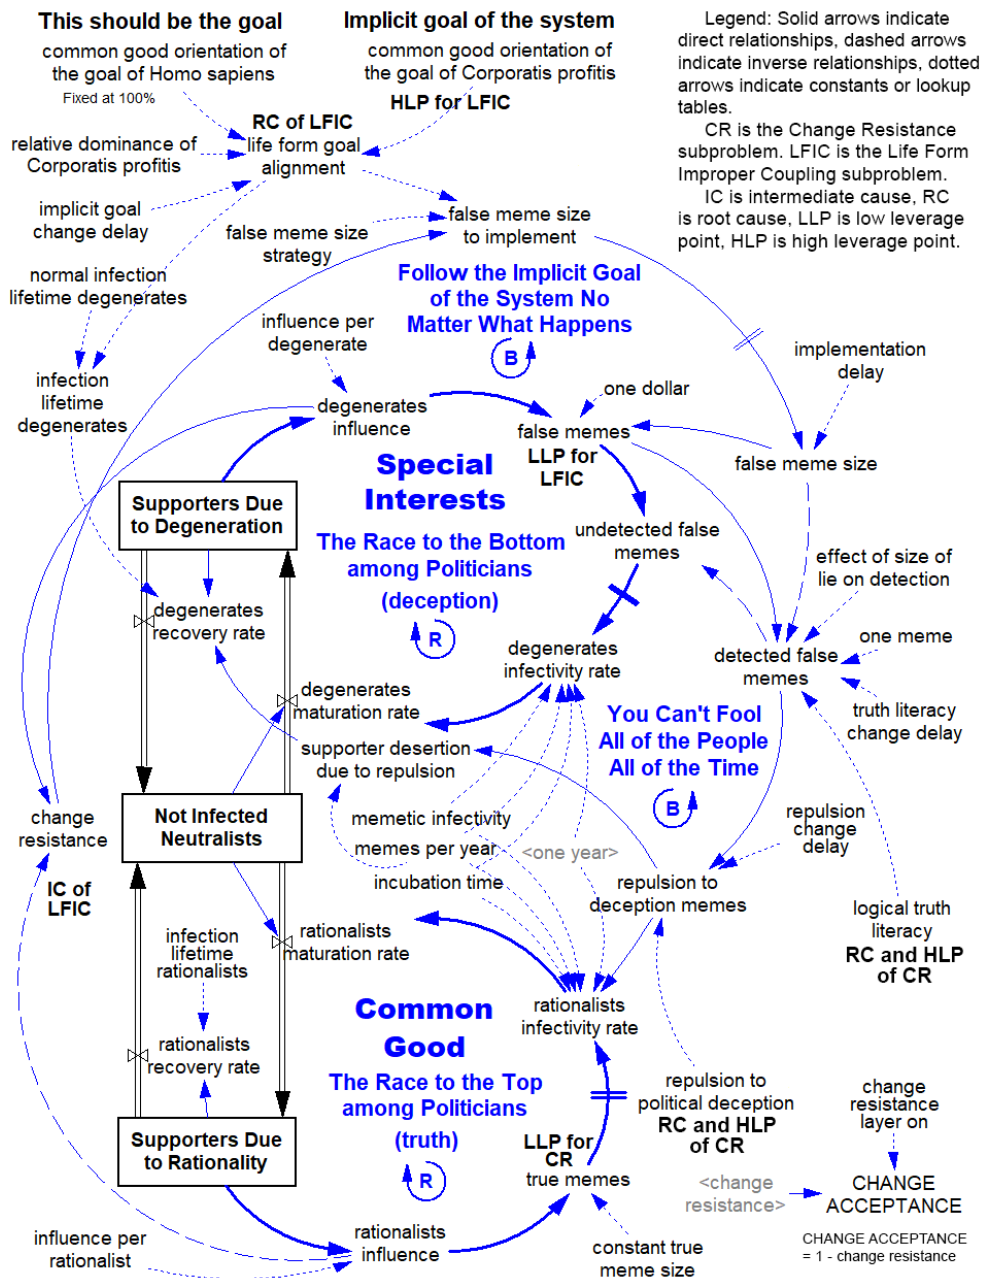 This should be the goal
common good orientation of
the goal of Homo sapiens
Fixed at 100%
Implicit goal of the system
common good orientation of
the goal of Corporatis profitis
HLP for LFIC
Legend: Solid arrows indicate
direct relationships, dashed arrows
indicate inverse relationships, dotted
arrows indicate constants or lookup
tables.
CR is the Change Resistance
subproblem. LFIC is the Life Form
Improper Coupling subproblem.
IC is intermediate cause, RC
is root cause, LLP is low leverage
point, HLP is high leverage point.
RC of LFIC
life form goal
alignment
relative dominance of
Corporatis profitis
implicit goal
change delay
false meme size
strategy
false meme size
to implement
normal infection
lifetime degenerates
Follow the Implicit Goal
of the System No
Matter What Happens
B
influence per
degenerate
implementation
delay
infection
lifetime
degenerates
degenerates
influence
one dollar
false memes
LLP for
LFIC
false meme size
Special
Interests
The Race to the Bottom
among Politicians
(deception)
R
Supporters Due
to Degeneration
undetected false
memes
effect of size of
lie on detection
degenerates
recovery rate
degenerates
infectivity rate
detected false
memes
one meme
truth literacy
change delay
degenerates
maturation rate
You Can't Fool
All of the People
All of the Time
B
supporter desertion
due to repulsion
change
resistance
IC of
LFIC
Not Infected
Neutralists
memetic infectivity
memes per year
<one year>
incubation time
repulsion
change
delay
repulsion to
deception memes
logical truth
literacy
RC and HLP
of CR
infection
lifetime
rationalists
rationalists
maturation rate
rationalists
infectivity rate
Common
Good
The Race to the Top
among Politicians
(truth)
R
rationalists
recovery rate
repulsion to
political deception
RC and HLP
of CR
change
resistance
layer on
Supporters Due
to Rationality
LLP for
CR
true memes
<change
resistance>
CHANGE
ACCEPTANCE
CHANGE ACCEPTANCE
= 1 - change resistance
influence per
rationalist
rationalists
influence
constant true
meme size